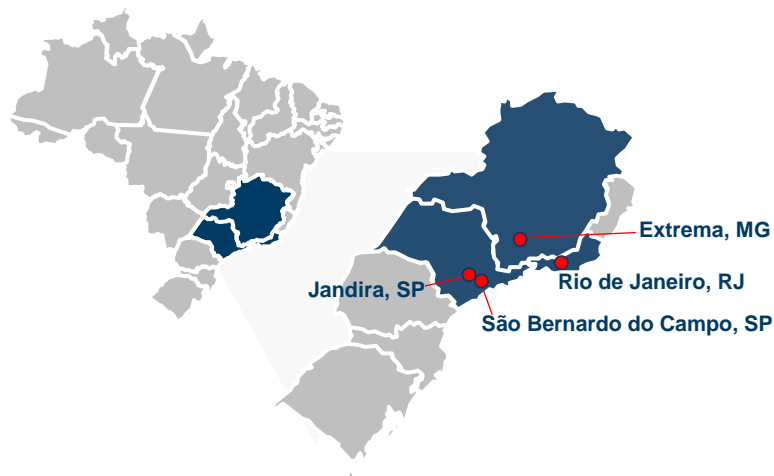 Extrema, MG
Rio de Janeiro, RJ
Jandira, SP
São Bernardo do Campo, SP